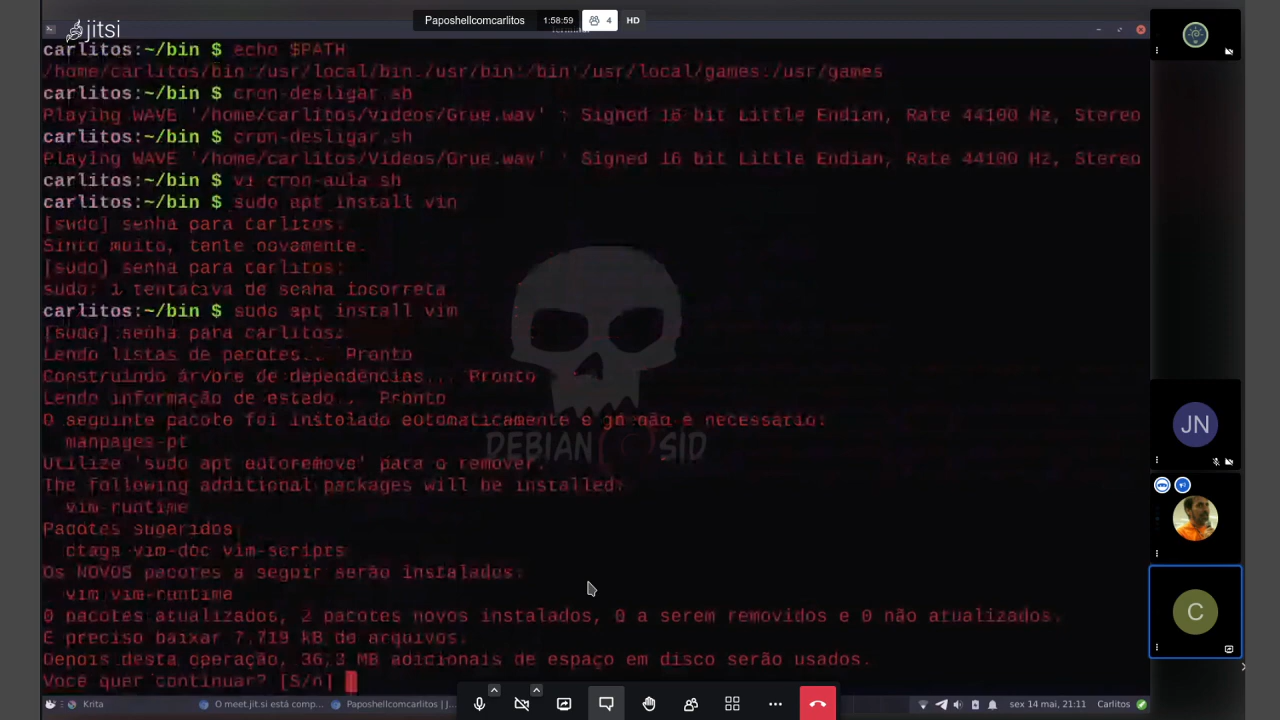 jitsi
Paposhellcomcarlitos 1:58:59 4 HD
carlitos:~/bin $ echo $PATH
/home/carlitos/bin:/usr/local/bin:/usr/bin:/bin:/usr/local/games:/usr/games
carlitos:~/bin $ cron-desligar.sh
Playing WAVE '/home/carlitos/Videos/Grue.wav' : Signed 16 bit Little Endian, Rate 44100 Hz, Stereo
carlitos:~/bin $ cron-desligar.sh
Playing WAVE '/home/carlitos/Videos/Grue.wav' : Signed 16 bit Little Endian, Rate 44100 Hz, Stereo
carlitos:~/bin $ vi cron-aula.sh
carlitos:~/bin $ sudo apt install vim
[sudo] senha para carlitos:
Sinto muito, tente novamente.
[sudo] senha para carlitos:
sudo: 1 tentativa de senha incorreta
carlitos:~/bin $ sudo apt install vim
[sudo] senha para carlitos:
Lendo listas de pacotes... Pronto
Construindo árvore de dependências... Pronto
Lendo informação de estado... Pronto
O seguinte pacote foi instalado automaticamente e já não é necessário:
manpages-pt
DEBIAN SID
Utilize 'sudo apt autoremove' para o remover.
The following additional packages will be installed:
vim-runtime
Pacotes sugeridos:
ctags vim-doc vim-scripts
Os NOVOS pacotes a seguir serão instalados:
vim vim-runtime
0 pacotes atualizados, 2 pacotes novos instalados, 0 a serem removidos e 0 não atualizados.
É preciso baixar 7.719 kB de arquivos.
Depois desta operação, 36,3 MB adicionais de espaço em disco serão usados.
Você quer continuar? [S/n]
JN
C
Krita O meet.jit.si está comp... Paposhellcomcarlitos | J... sex 14 mai, 21:11 Carlitos